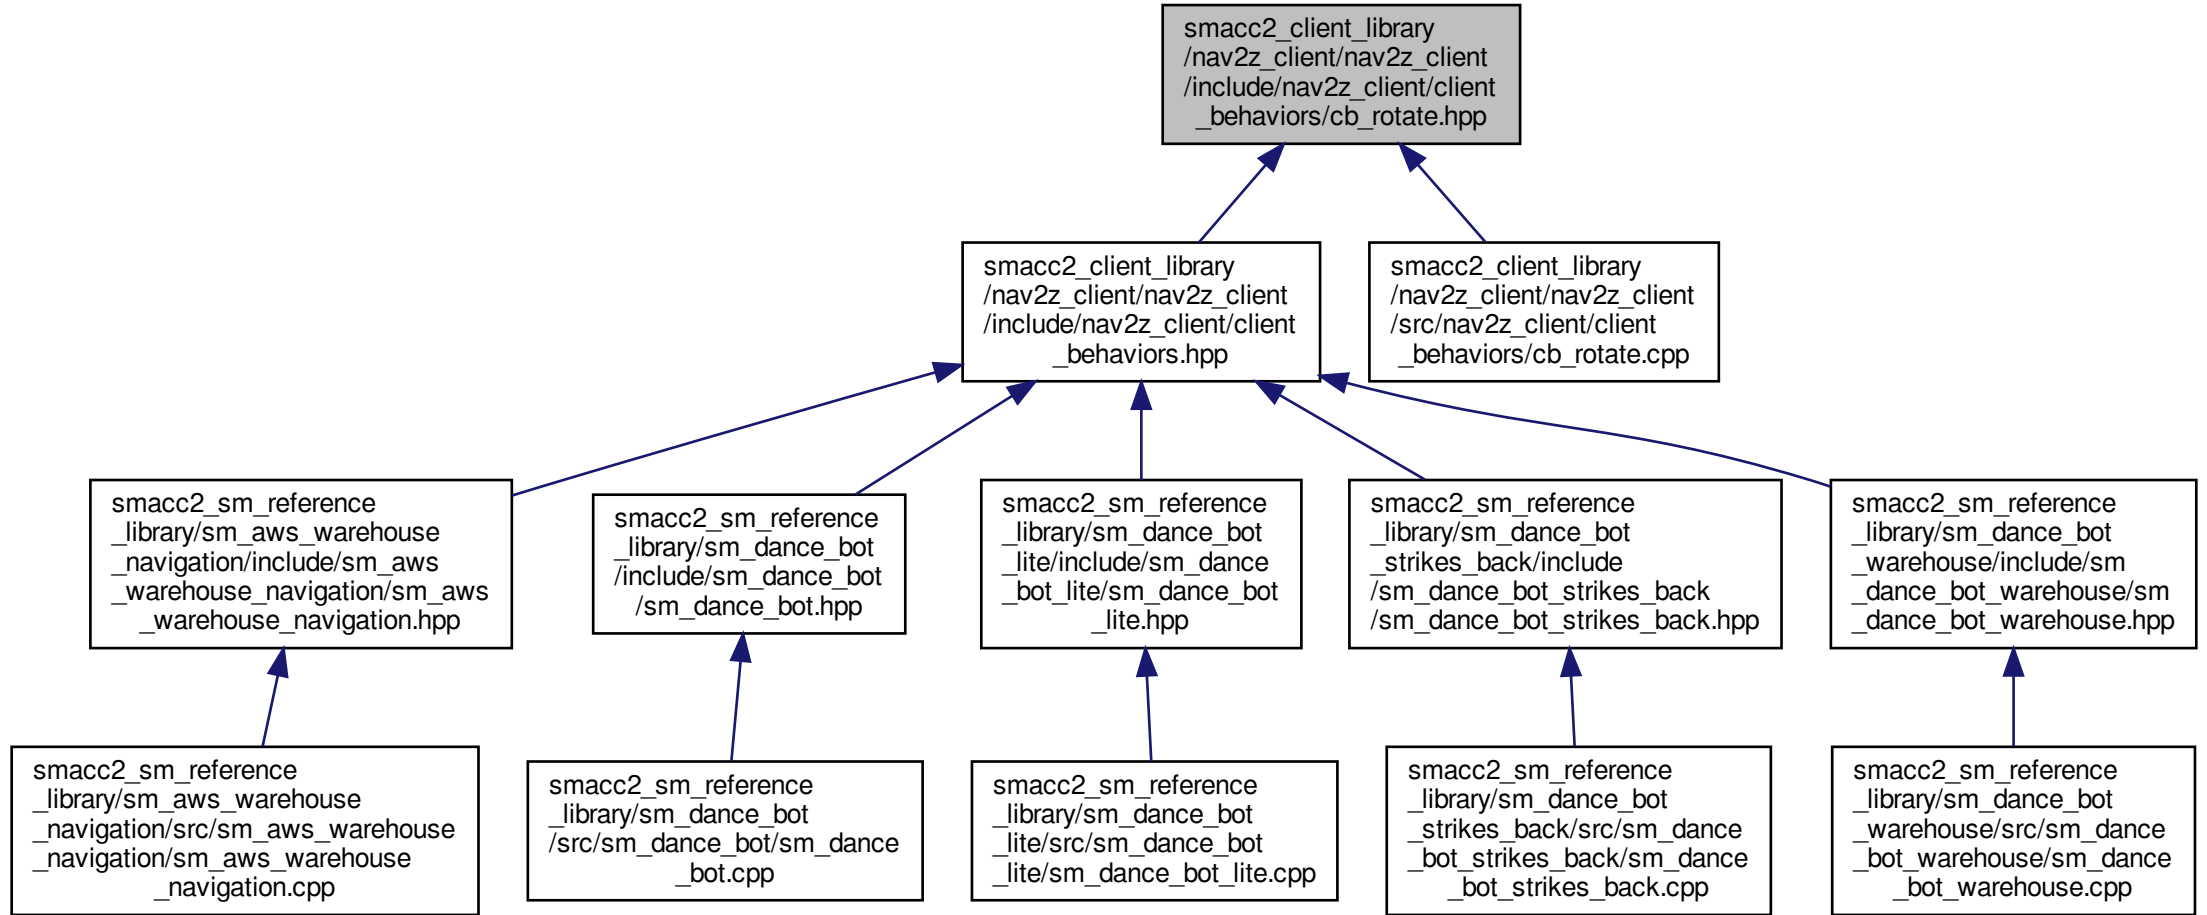 smacc2_client_library
/nav2z_client/nav2z_client
/include/nav2z_client/client
_behaviors/cb_rotate.hpp
smacc2_client_library
/nav2z_client/nav2z_client
/include/nav2z_client/client
_behaviors.hpp
smacc2_client_library
/nav2z_client/nav2z_client
/src/nav2z_client/client
_behaviors/cb_rotate.cpp
smacc2_sm_reference
_library/sm_aws_warehouse
_navigation/include/sm_aws
_warehouse_navigation/sm_aws
_warehouse_navigation.hpp
smacc2_sm_reference
_library/sm_dance_bot
/include/sm_dance_bot
/sm_dance_bot.hpp
smacc2_sm_reference
_library/sm_dance_bot
_lite/include/sm_dance
_bot_lite/sm_dance_bot
_lite.hpp
smacc2_sm_reference
_library/sm_dance_bot
_strikes_back/include
/sm_dance_bot_strikes_back
/sm_dance_bot_strikes_back.hpp
smacc2_sm_reference
_library/sm_dance_bot
_warehouse/include/sm
_dance_bot_warehouse/sm
_dance_bot_warehouse.hpp
smacc2_sm_reference
_library/sm_aws_warehouse
_navigation/src/sm_aws_warehouse
_navigation/sm_aws_warehouse
_navigation.cpp
smacc2_sm_reference
_library/sm_dance_bot
/src/sm_dance_bot/sm_dance
_bot.cpp
smacc2_sm_reference
_library/sm_dance_bot
_lite/src/sm_dance_bot
_lite/sm_dance_bot_lite.cpp
smacc2_sm_reference
_library/sm_dance_bot
_strikes_back/src/sm_dance
_bot_strikes_back/sm_dance
_bot_strikes_back.cpp
smacc2_sm_reference
_library/sm_dance_bot
_warehouse/src/sm_dance
_bot_warehouse/sm_dance
_bot_warehouse.cpp